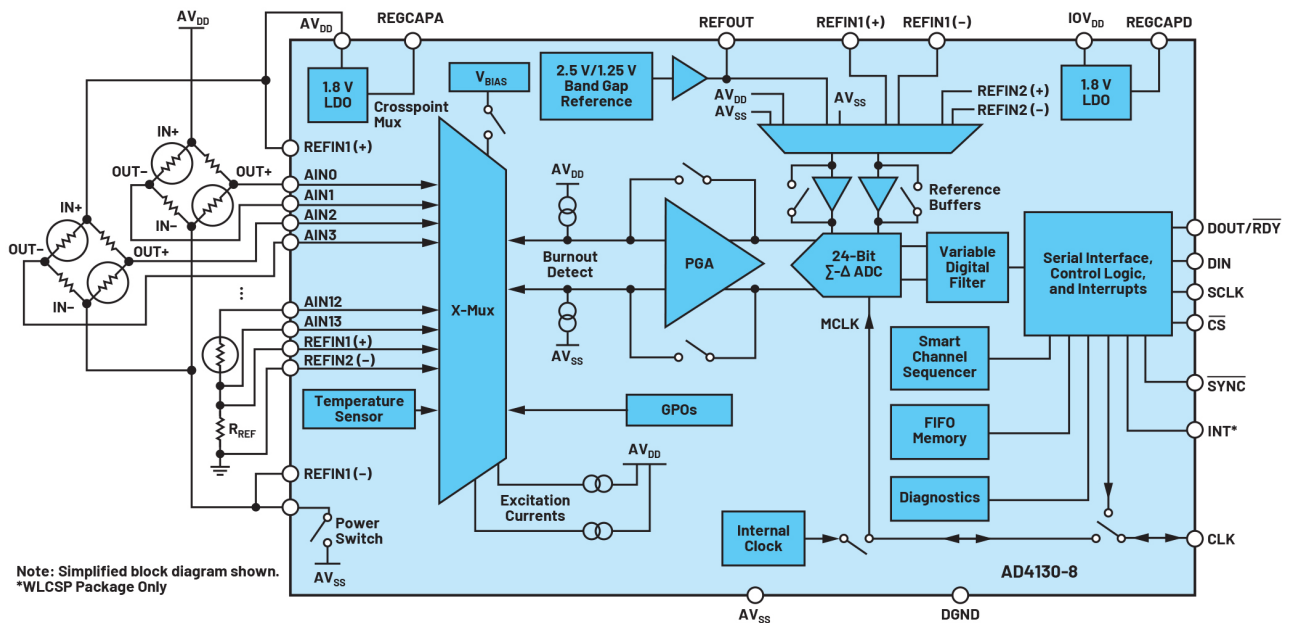 AVDD
REGCAPA
AVDD
REFOUT
REFIN1 (+)
REFIN1 (−)
IOVDD
REGCAPD
1.8 V
LDO
Crosspoint
Mux
VBIAS
2.5 V/1.25 V
Band Gap
Reference
AVDD
AVSS
AVSS
REFIN2 (+)
REFIN2 (−)
1.8 V
LDO
IN+
OUT−
OUT+
IN−
IN+
OUT−
OUT+
IN−
REFIN1 (+)
AIN0
AIN1
AIN2
AIN3
...
AIN12
AIN13
REFIN1 (+)
REFIN2 (−)
RREF
REFIN1 (−)
X-Mux
AVDD
Burnout
Detect
AVSS
PGA
Reference
Buffers
24-Bit
∑-Δ ADC
Variable
Digital
Filter
Serial Interface,
Control Logic,
and Interrupts
DOUT/RDY
DIN
SCLK
CS
SYNC
INT*
CLK
MCLK
Smart
Channel
Sequencer
FIFO
Memory
Diagnostics
Temperature
Sensor
GPOs
AVDD
Excitation
Currents
Power
Switch
AVSS
Internal
Clock
AD4130-8
AVSS
DGND
Note: Simplified block diagram shown.
*WLCSP Package Only